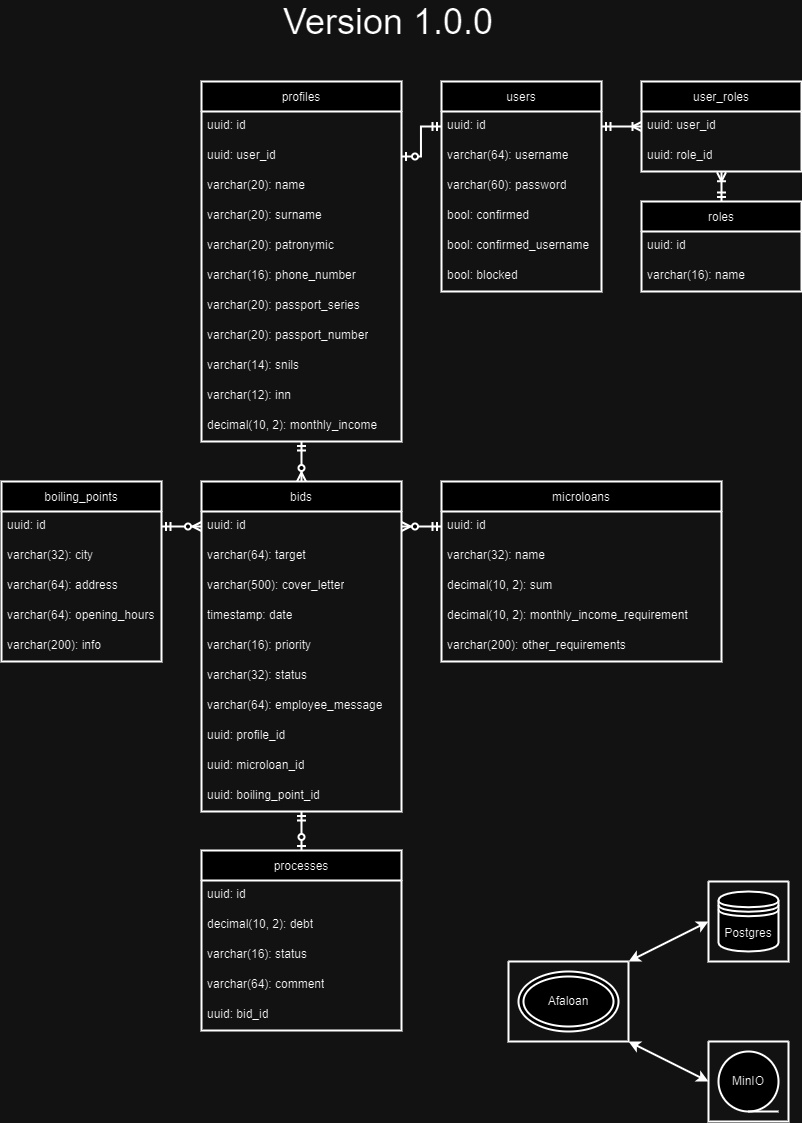 Version 1.0.0
profiles
uuid: id
uuid: user_id
varchar(20): name
varchar(20): surname
varchar(20): patronymic
varchar(16): phone_number
varchar(20): passport_series
varchar(20): passport_number
varchar(14): snils
varchar(12): inn
decimal(10, 2): monthly_income
users
uuid: id
varchar(64): username
varchar(60): password
bool: confirmed
bool: confirmed_username
bool: blocked
user_roles
uuid: user_id
uuid: role_id
roles
uuid: id
varchar(16): name
boiling_points
uuid: id
varchar(32): city
varchar(64): address
varchar(64): opening_hours
varchar(200): info
bids
uuid: id
varchar(64): target
varchar(500): cover_letter
timestamp: date
varchar(16): priority
varchar(32): status
varchar(64): employee_message
uuid: profile_id
uuid: microloan_id
uuid: boiling_point_id
microloans
uuid: id
varchar(32): name
decimal(10, 2): sum
decimal(10, 2): monthly_income_requirement
varchar(200): other_requirements
processes
uuid: id
decimal(10, 2): debt
varchar(16): status
varchar(64): comment
uuid: bid_id
Postgres
Afaloan
MinIO